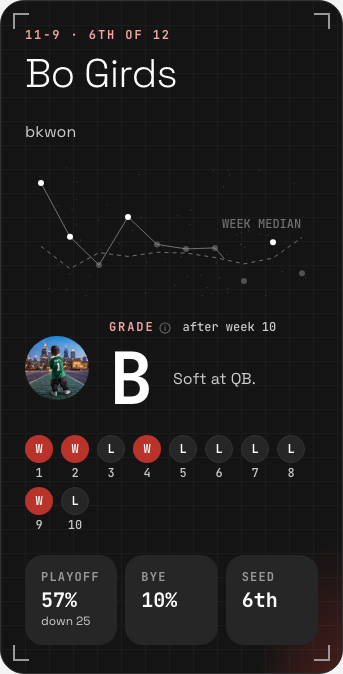 11-9 · 6TH OF 12
Bo Girds
bkwon
WEEK MEDIAN
GRADE ⓘ after week 10
B
Soft at QB.
W W L W L L L L
1 2 3 4 5 6 7 8
W L
9 10
PLAYOFF BYE SEED
57% 10% 6th
down 25